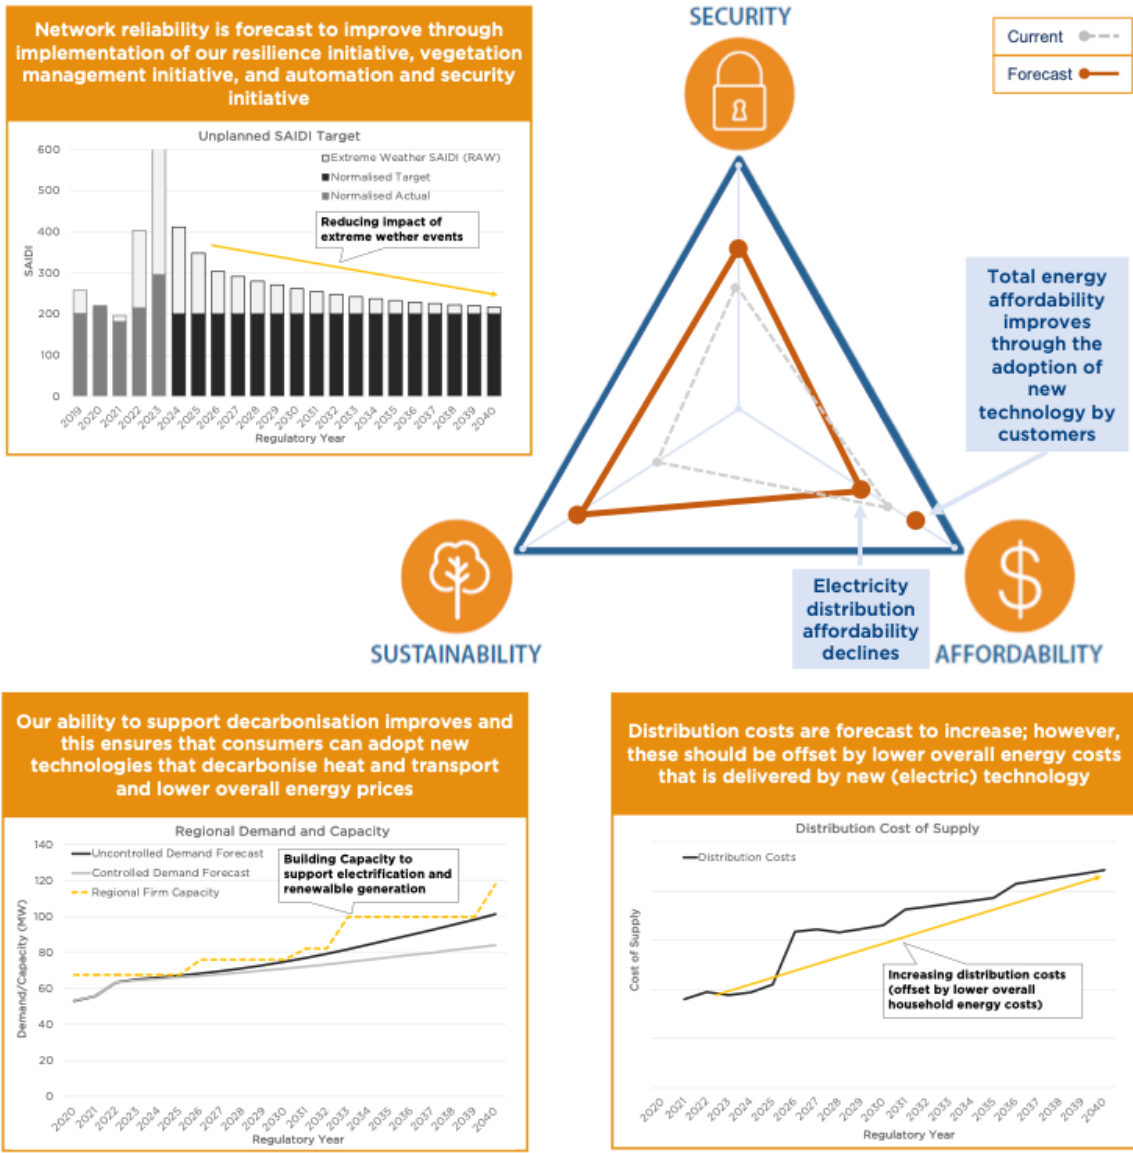 Network reliability is forecast to improve through
implementation of our resilience initiative, vegetation
management initiative, and automation and security
initiative
Unplanned SAIDI Target
600
500
400
300
200
100
0
SAIDI
Extreme Weather SAIDI (RAW)
Normalised Target
Normalised Actual
Reducing impact of
extreme wether events
2019
2020
2021
2022
2023
2024
2025
2026
2027
2028
2029
2030
2031
2032
2033
2034
2035
2036
2037
2038
2039
2040
Regulatory Year
SECURITY
Current
Forecast
Total energy
affordability
improves
through the
adoption of
new
technology by
customers
Electricity
distribution
affordability
declines
SUSTAINABILITY
$
AFFORDABILITY
Our ability to support decarbonisation improves and
this ensures that consumers can adopt new
technologies that decarbonise heat and transport
and lower overall energy prices
Regional Demand and Capacity
140
120
100
80
60
40
20
0
Demand/Capacity (MW)
Uncontrolled Demand Forecast
Controlled Demand Forecast
Regional Firm Capacity
Building Capacity to
support electrification and
renewalble generation
2020
2021
2022
2023
2024
2025
2026
2027
2028
2029
2030
2031
2032
2033
2034
2035
2036
2037
2038
2039
2040
Regulatory Year
Distribution costs are forecast to increase; however,
these should be offset by lower overall energy costs
that is delivered by new (electric) technology
Distribution Cost of Supply
Distribution Costs
Cost of Supply
Increasing distribution costs
(offset by lower overall
household energy costs)
2020
2021
2022
2023
2024
2025
2026
2027
2028
2029
2030
2031
2032
2033
2034
2035
2036
2037
2038
2039
2040
Regulatory Year